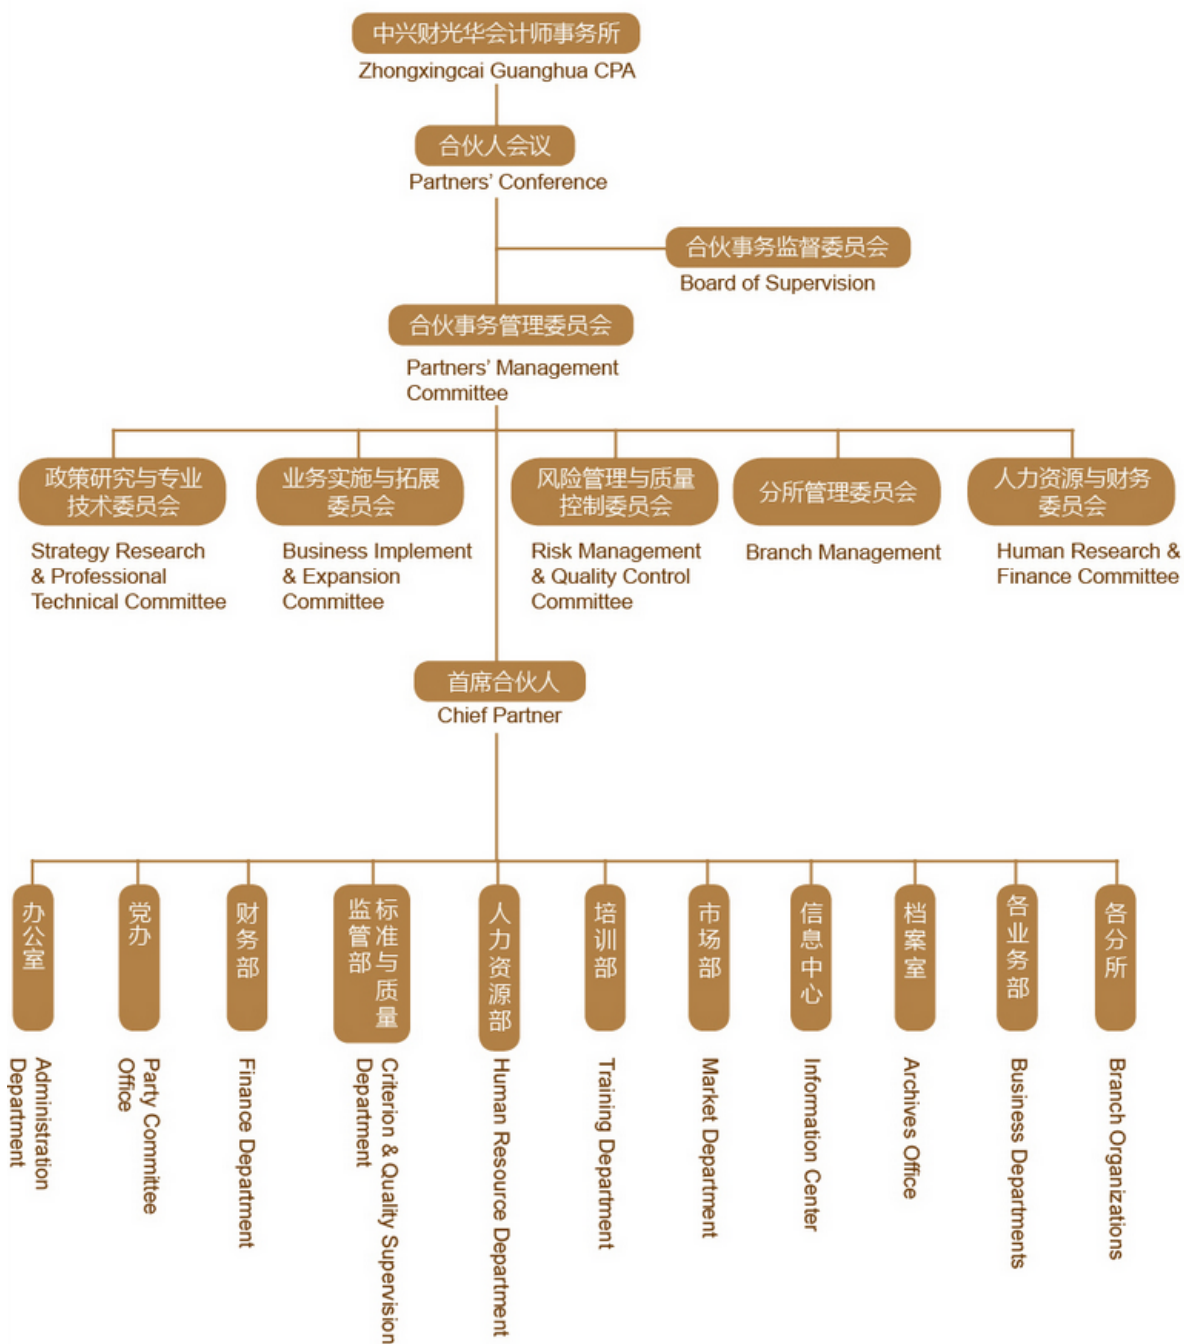 中兴财光华会计师事务所
Zhongxingcai Guanghua CPA
合伙人会议
Partners' Conference
合伙事务监督委员会
Board of Supervision
合伙事务管理委员会
Partners' Management
Committee
政策研究与专业
技术委员会
Strategy Research
& Professional
Technical Committee
业务实施与拓展
委员会
Business Implement
& Expansion
Committee
风险管理与质量
控制委员会
Risk Management
& Quality Control
Committee
分所管理委员会
Branch Management
人力资源与财务
委员会
Human Research &
Finance Committee
首席合伙人
Chief Partner
办公室
Administration
Department
党办
Party Committee
Office
财务部
Finance Department
标准与质量
监管部
Criterion & Quality Supervision
Department
人力资源部
Human Resource Department
培训部
Training Department
市场部
Market Department
信息中心
Information Center
档案室
Archives Office
各业务部
Business Departments
各分所
Branch Organizations